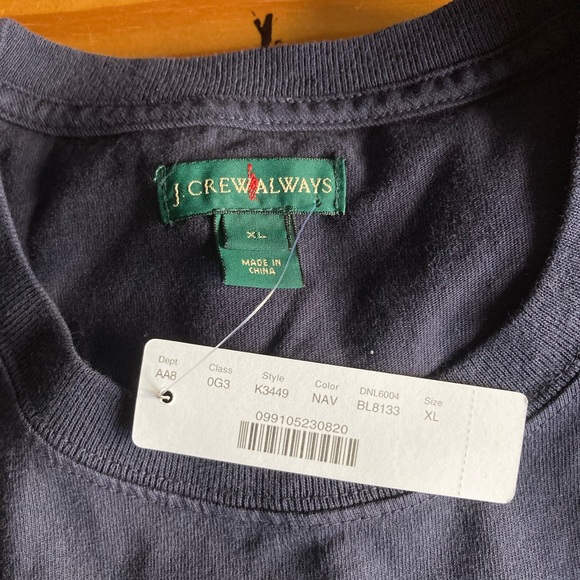 J. CREW ALWAYS
XL
MADE IN
CHINA
Dept Class Style Color DNL6004 Size
AA8 0G3 K3449 NAV BL8133 XL
099105230820